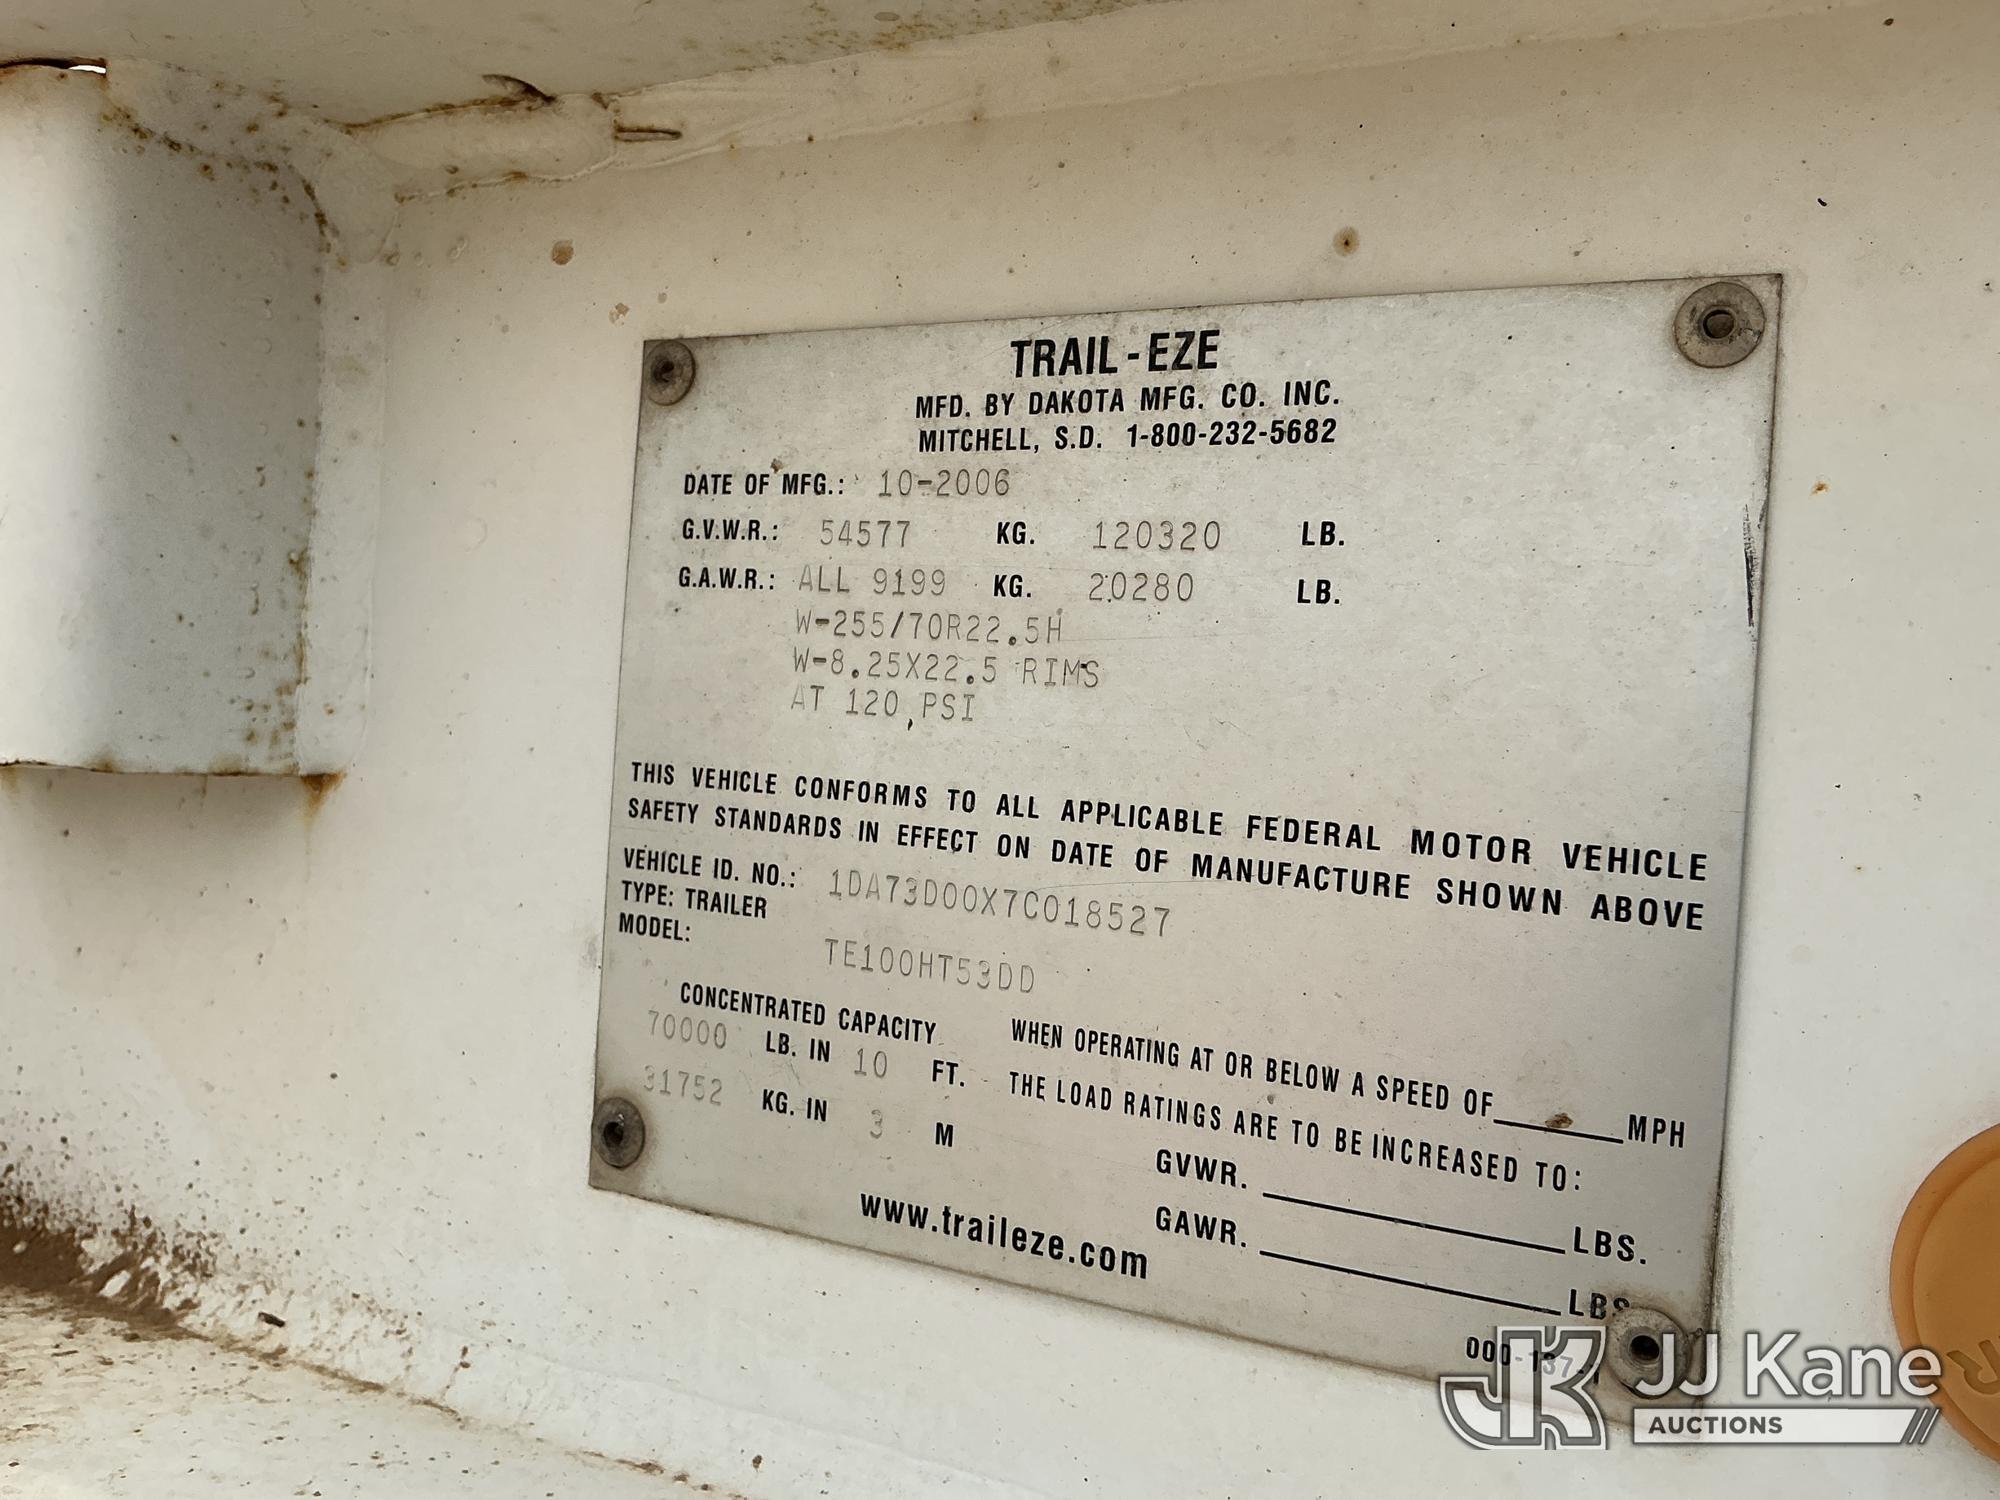 TRAIL-EZE
MFD. BY DAKOTA MFG. CO. INC.
MITCHELL, S.D. 1-800-232-5682
DATE OF MFG.: 10-2006
G.V.W.R.: 54577 KG. 120320 LB.
G.A.W.R.: ALL 9199 KG. 20280 LB.
W-255/70R22.5H
W-8.25X22.5 RIMS
AT 120 PSI
THIS VEHICLE CONFORMS TO ALL APPLICABLE FEDERAL MOTOR VEHICLE
SAFETY STANDARDS IN EFFECT ON DATE OF MANUFACTURE SHOWN ABOVE
VEHICLE ID. NO.: 1DA73D00X7C018527
TYPE: TRAILER
MODEL: TE100HT53DD
CONCENTRATED CAPACITY
70000 LB. IN 10 FT.
31752 KG. IN 3 M
WHEN OPERATING AT OR BELOW A SPEED OF ______ MPH
THE LOAD RATINGS ARE TO BE INCREASED TO:
GVWR. ______ LBS.
GAWR. ______ LBS.
www.traileze.com
JJ Kane
AUCTIONS